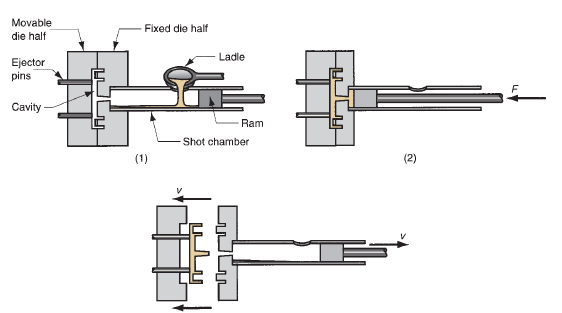 Movable
die half
Fixed die half
Ejector
pins
Ladle
Cavity
F
Ram
Shot chamber
(1)
(2)
v
v